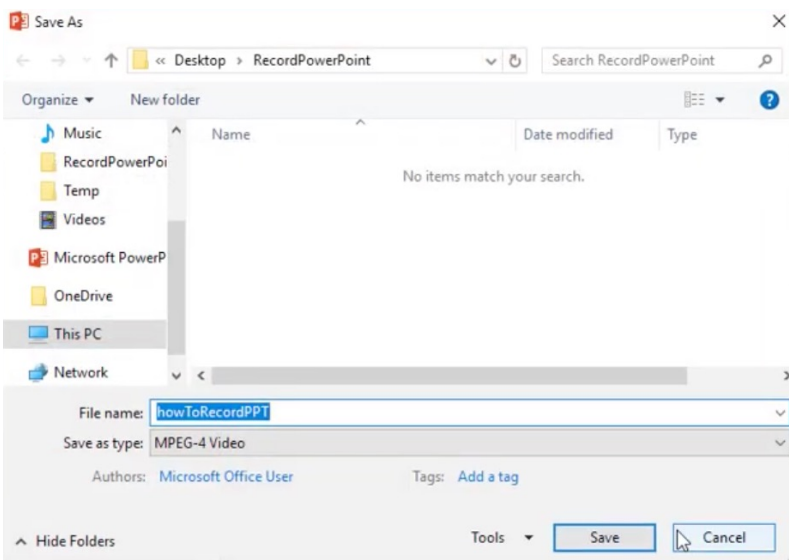 Save As
« Desktop › RecordPowerPoint
Search RecordPowerPoint
Organize
New folder
Name
Date modified
Type
No items match your search.
Music
RecordPowerPoi
Temp
Videos
Microsoft PowerP
OneDrive
This PC
Network
File name: howToRecordPPT
Save as type: MPEG-4 Video
Authors: Microsoft Office User
Tags: Add a tag
Hide Folders
Tools
Save
Cancel